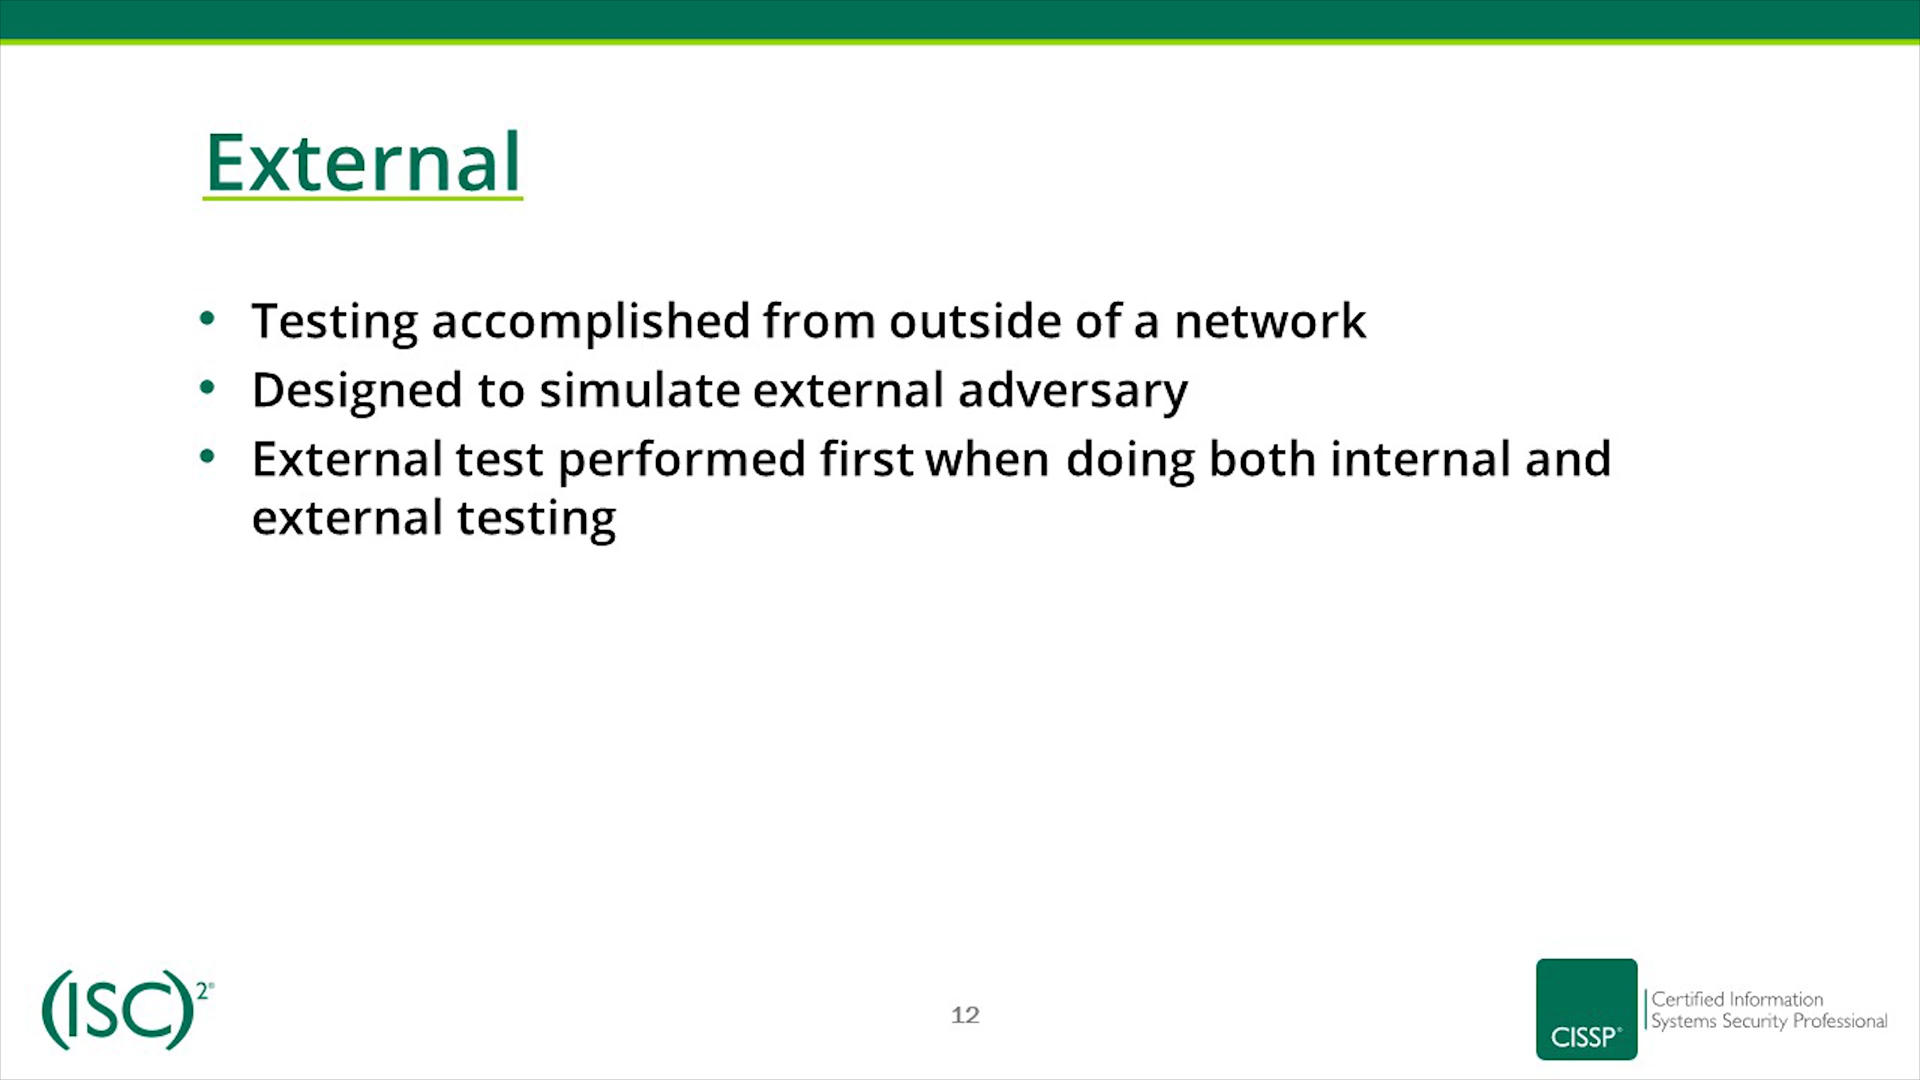 External
• Testing accomplished from outside of a network
• Designed to simulate external adversary
• External test performed first when doing both internal and
external testing
(ISC)²®
12
CISSP®
Certified Information
Systems Security Professional